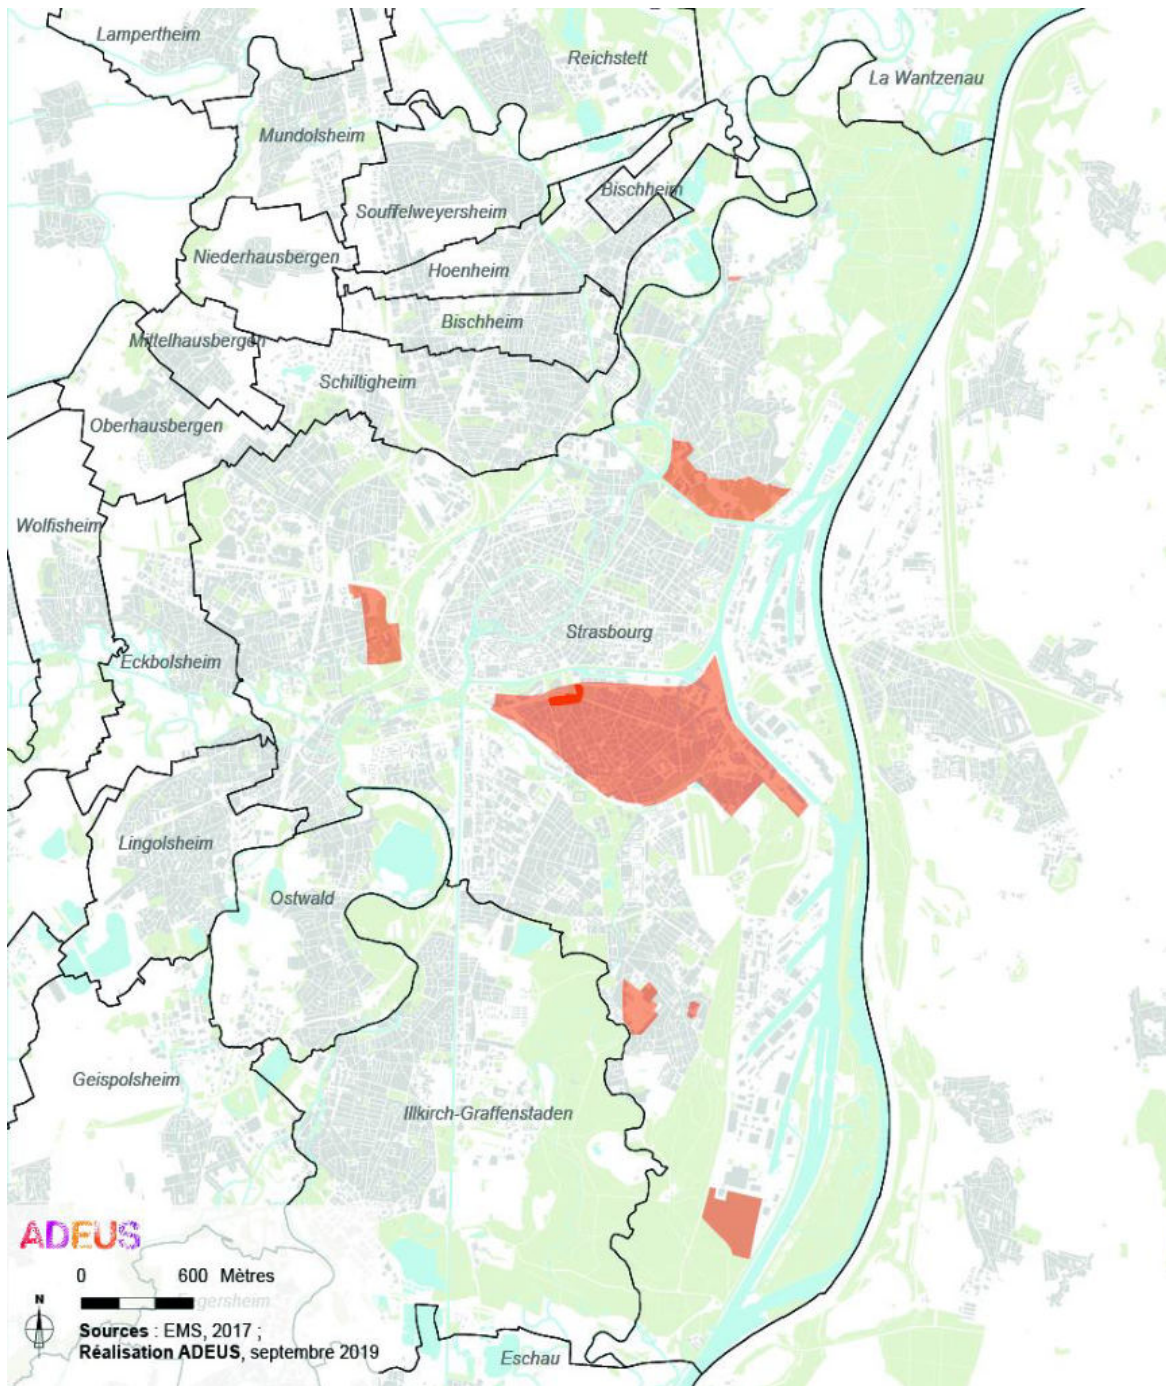 Lampertheim
Reichstett
La Wantzenau
Mundolsheim
Bischheim
Souffelweyersheim
Niederhausbergen
Hoenheim
Bischheim
Mittelhausbergen
Schiltigheim
Oberhausbergen
Wolfisheim
Strasbourg
Eckbolsheim
Lingolsheim
Ostwald
Geispolsheim
Illkirch-Graffenstaden
ADEUS
0 600 Mètres
N
Sources : EMS, 2017 ;
Réalisation ADEUS, septembre 2019
Eschau